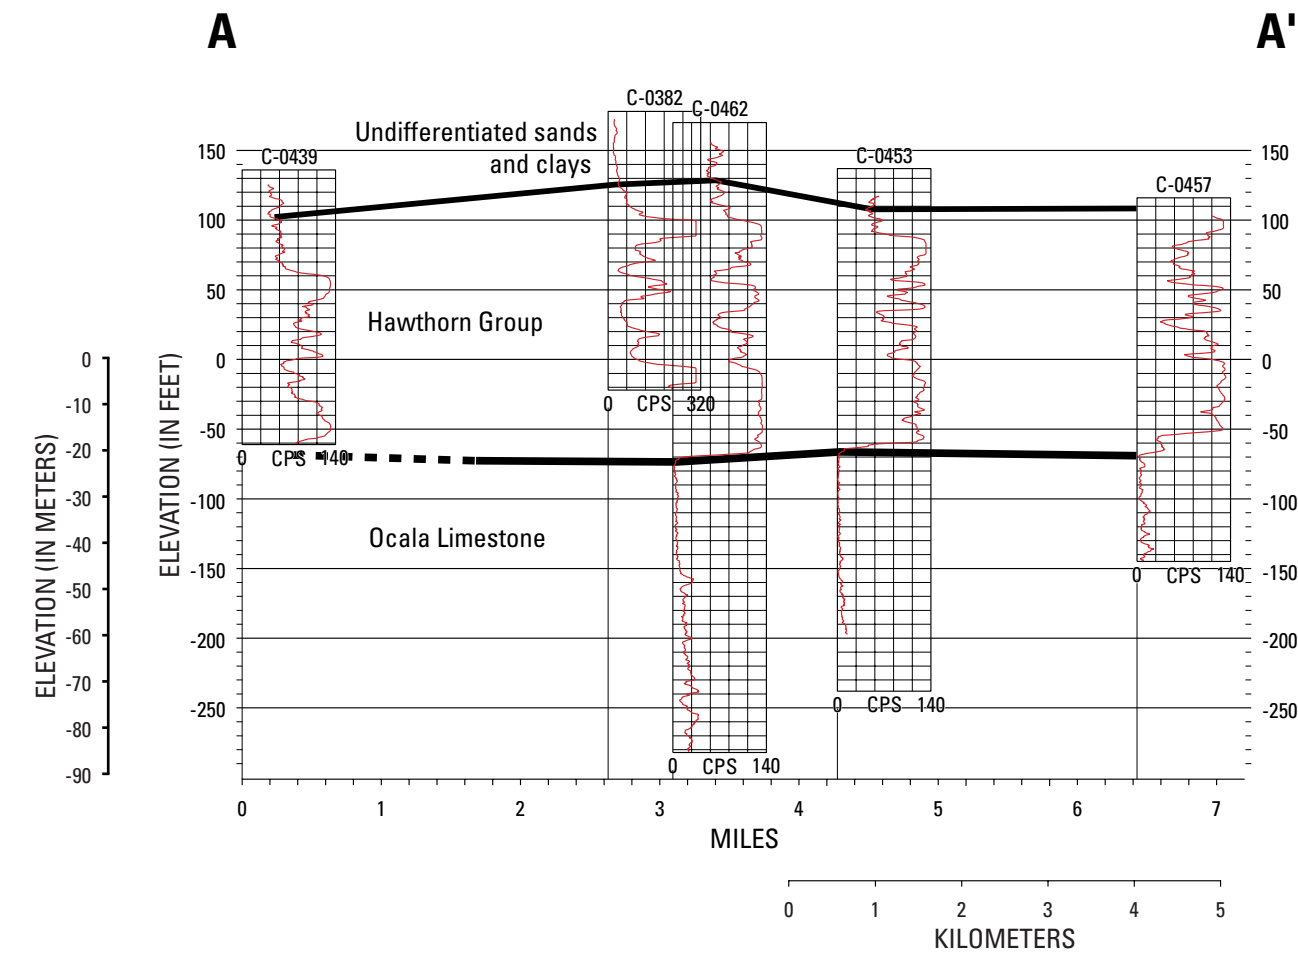 A A'
C-0382
C-0462
Undifferentiated sands
and clays
C-0439
C-0453
C-0457
150 150
100 100
50 50
0 0 0
-10
-50 -50
-20
-30
-100 -100
-40
-150 -150
-50
-60
-200 -200
-70
-250 -250
-80
-90
ELEVATION (IN METERS)
ELEVATION (IN FEET)
Hawthorn Group
Ocala Limestone
0 CPS 140
0 CPS 320
0 CPS 140
0 CPS 140
0 CPS 140
0 1 2 3 4 5 6 7
MILES
0 1 2 3 4 5
KILOMETERS